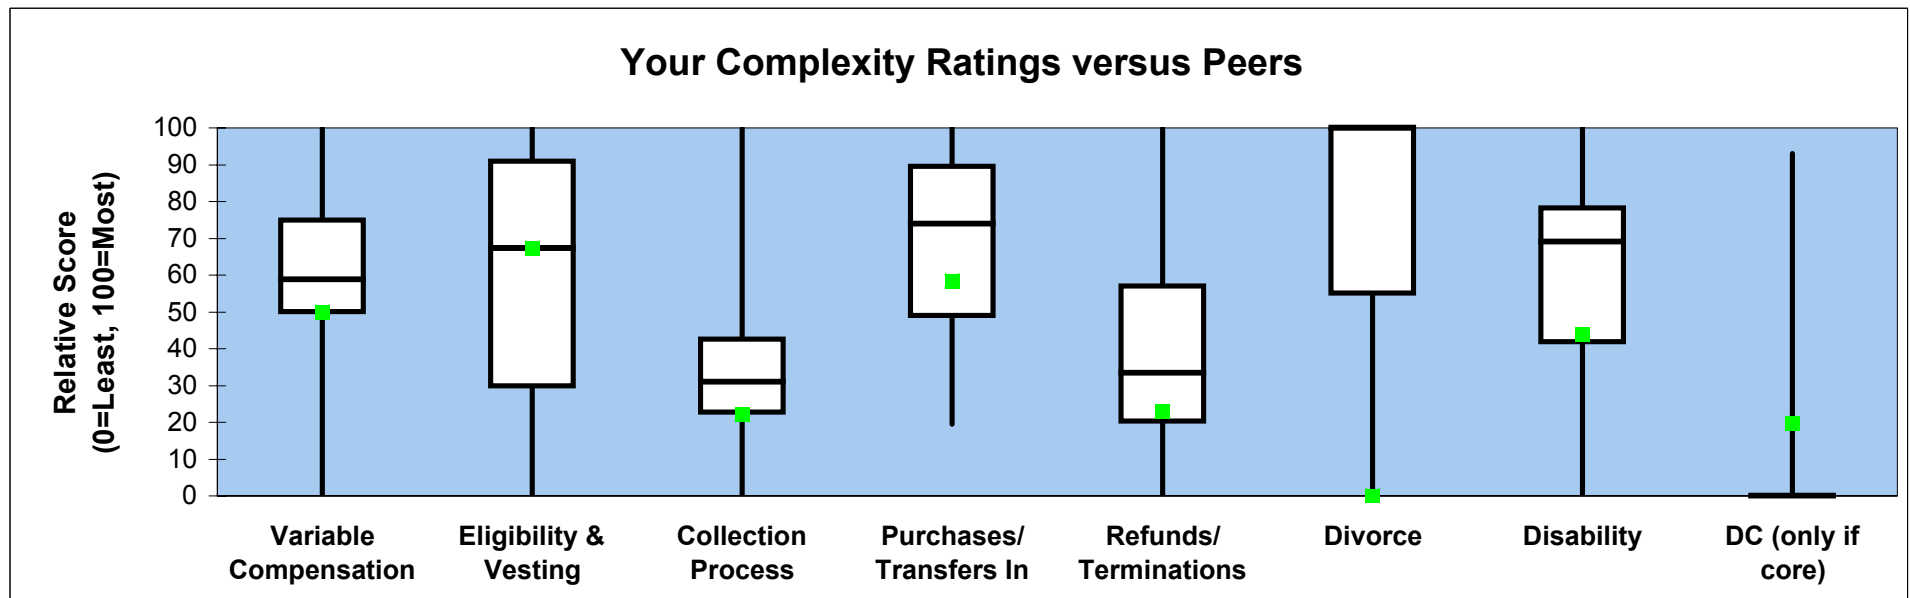 Your Complexity Ratings versus Peers
Relative Score
(0=Least, 100=Most)
100
90
80
70
60
50
40
30
20
10
0
Variable
Compensation
Eligibility &
Vesting
Collection
Process
Purchases/
Transfers In
Refunds/
Terminations
Divorce
Disability
DC (only if
core)